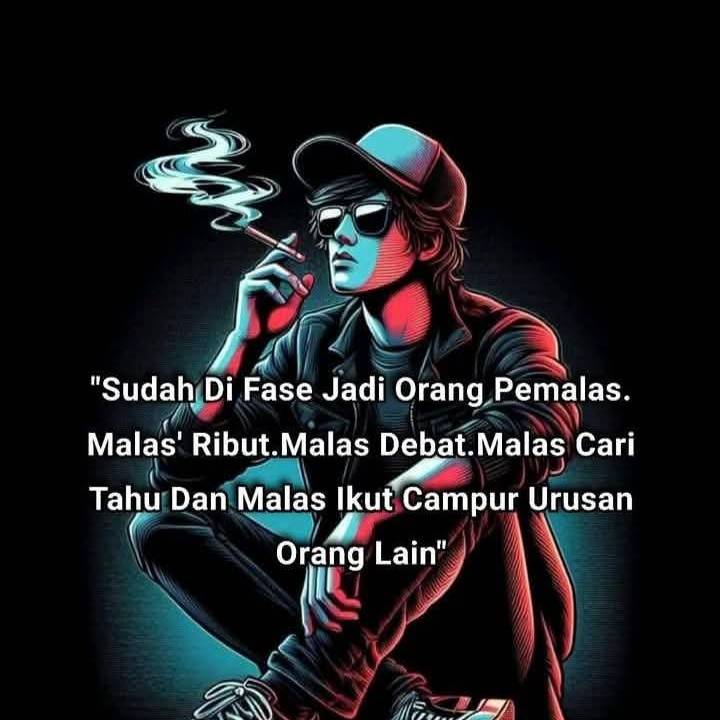 "Sudah Di Fase Jadi Orang Pemalas.
Malas' Ribut.Malas Debat.Malas Cari
Tahu Dan Malas Ikut Campur Urusan
Orang Lain"